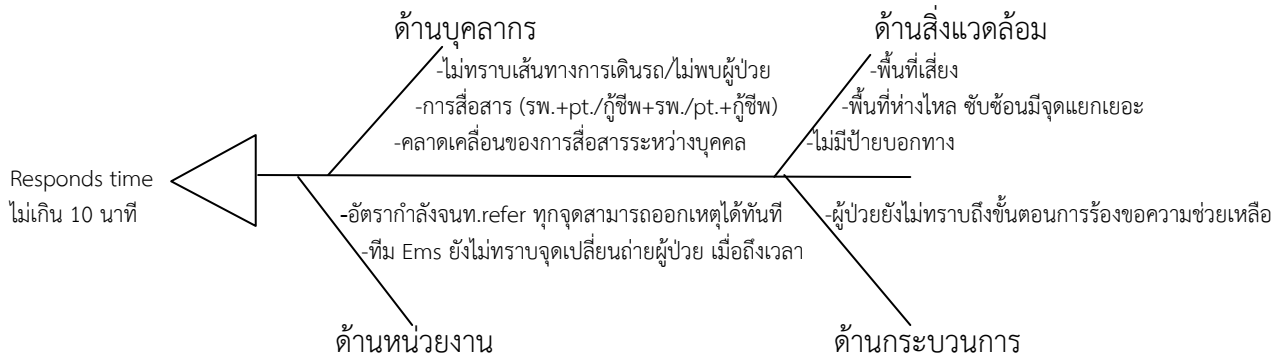 ด้านบุคลากร
-ไม่ทราบเส้นทางการเดินรถ/ไม่พบผู้ป่วย
-การสื่อสาร (รพ.+pt./กู้ชีพ+รพ./pt.+กู้ชีพ)
-คลาดเคลื่อนของการสื่อสารระหว่างบุคคล
ด้านสิ่งแวดล้อม
-พื้นที่เสี่ยง
-พื้นที่ห่างไหล ซับซ้อนมีจุดแยกเยอะ
-ไม่มีป้ายบอกทาง
Responds time
ไม่เกิน 10 นาที
-อัตรากำลังจนท.refer ทุกจุดสามารถออกเหตุได้ทันที
-ทีม Ems ยังไม่ทราบจุดเปลี่ยนถ่ายผู้ป่วย เมื่อถึงเวลา
ด้านหน่วยงาน
-ผู้ป่วยยังไม่ทราบถึงขั้นตอนการร้องขอความช่วยเหลือ
ด้านกระบวนการ